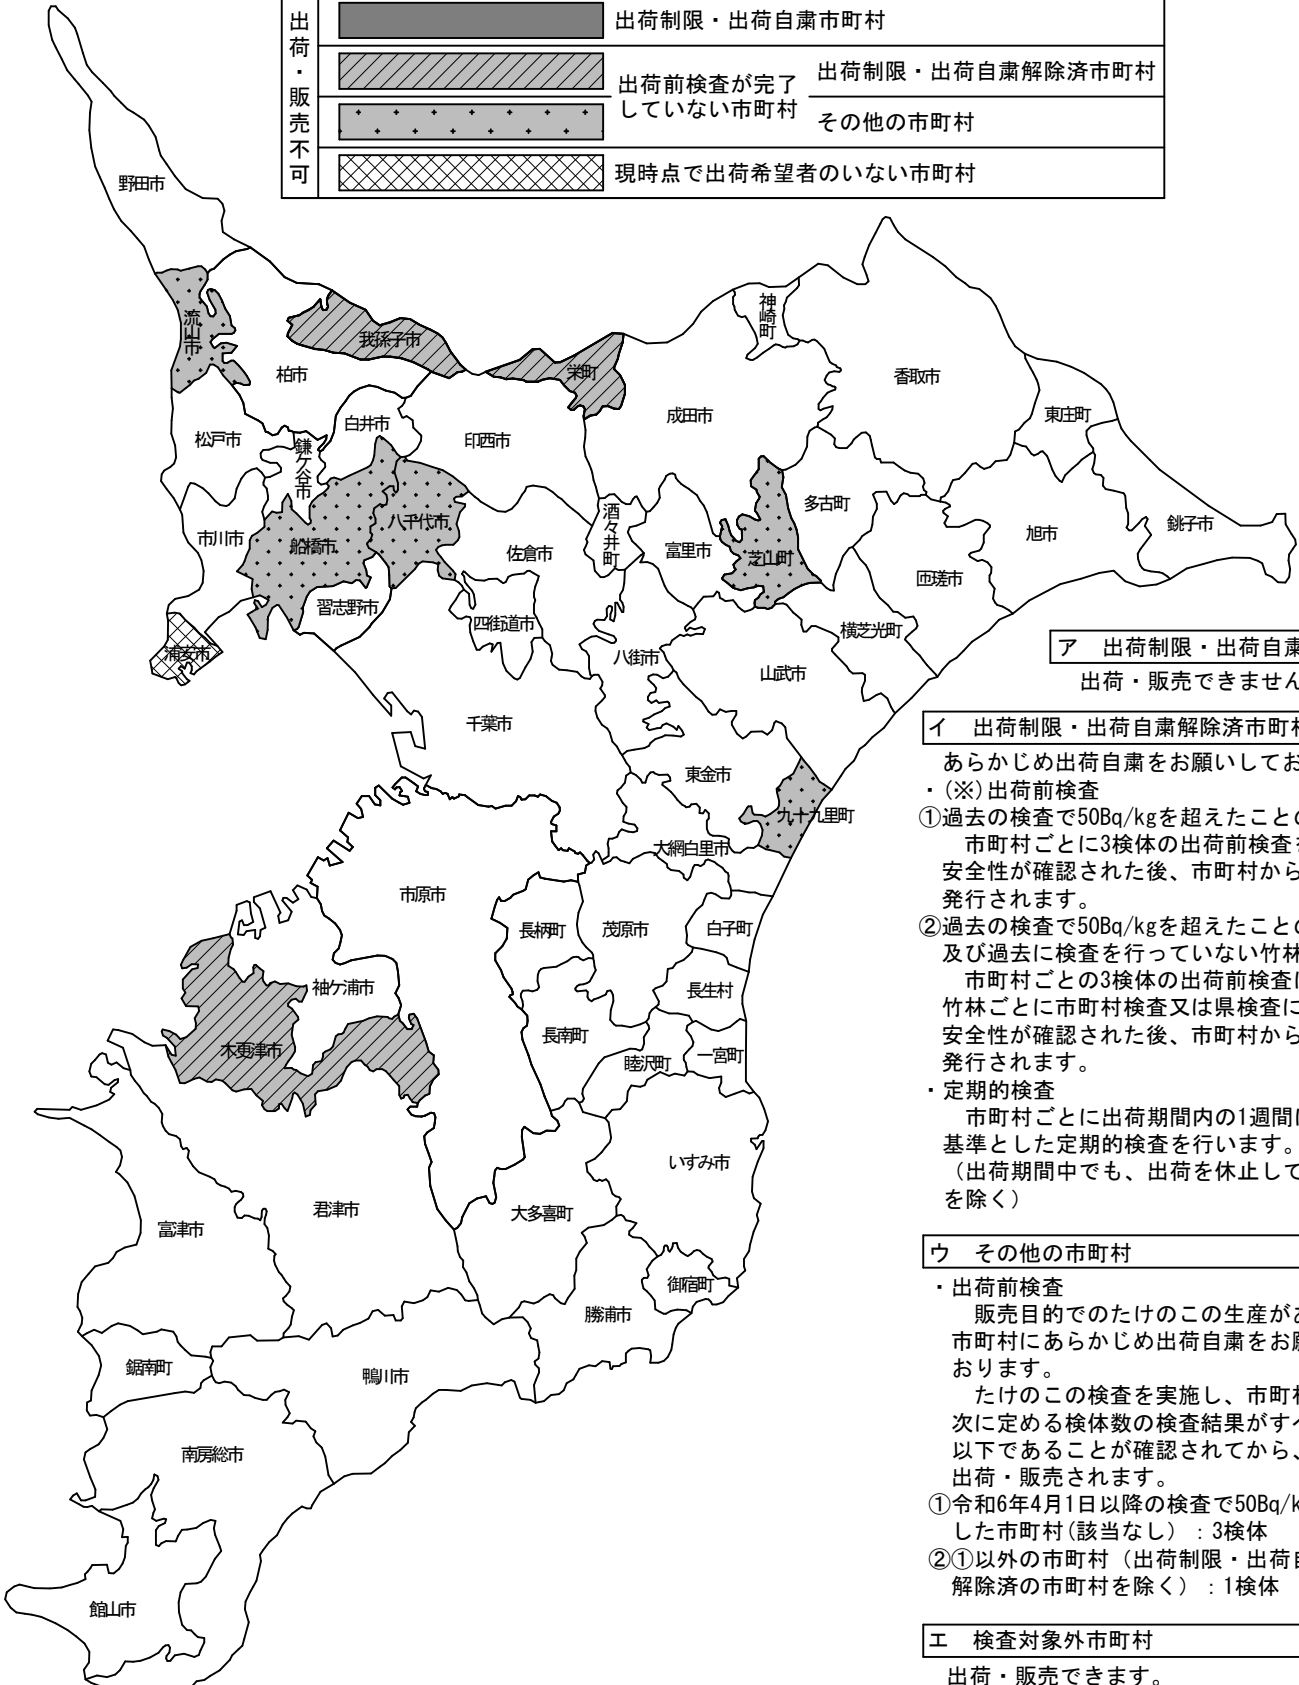 出荷・販売不可
出荷制限・出荷自粛市町村
出荷前検査が完了
していない市町村
出荷制限・出荷自粛解除済市町村
その他の市町村
現時点で出荷希望者のいない市町村
野田市
流山市
我孫子市
柏市
栄町
神崎町
香取市
成田市
東庄町
松戸市
鎌ケ谷市
白井市
印西市
多古町
酒々井町
市川市
船橋市
八千代市
佐倉市
富里市
芝山町
旭市
銚子市
匝瑳市
習志野市
四街道市
横芝光町
浦安市
八街市
山武市
千葉市
東金市
九十九里町
大網白里市
市原市
長柄町
茂原市
白子町
袖ケ浦市
長生村
木更津市
長南町
睦沢町
一宮町
いすみ市
君津市
大多喜町
富津市
御宿町
勝浦市
鋸南町
鴨川市
南房総市
館山市
ア 出荷制限・出荷自粛
出荷・販売できません
イ 出荷制限・出荷自粛解除済市町村
あらかじめ出荷自粛をお願いしてお
・(※)出荷前検査
①過去の検査で50Bq/kgを超えたことの
市町村ごとに3検体の出荷前検査を
安全性が確認された後、市町村から
発行されます。
②過去の検査で50Bq/kgを超えたことの
及び過去に検査を行っていない竹林
市町村ごとの3検体の出荷前検査に
竹林ごとに市町村検査又は県検査に
安全性が確認された後、市町村から
発行されます。
・定期的検査
市町村ごとに出荷期間内の1週間に
基準とした定期的検査を行います。
（出荷期間中でも、出荷を休止して
を除く）
ウ その他の市町村
・出荷前検査
販売目的でのたけのこの生産があ
市町村にあらかじめ出荷自粛をお願
おります。
たけのこの検査を実施し、市町村
次に定める検体数の検査結果がすべ
以下であることが確認されてから、
出荷・販売されます。
①令和6年4月1日以降の検査で50Bq/k
した市町村(該当なし）：3検体
②①以外の市町村（出荷制限・出荷自
解除済の市町村を除く）：1検体
エ 検査対象外市町村
出荷・販売できます。